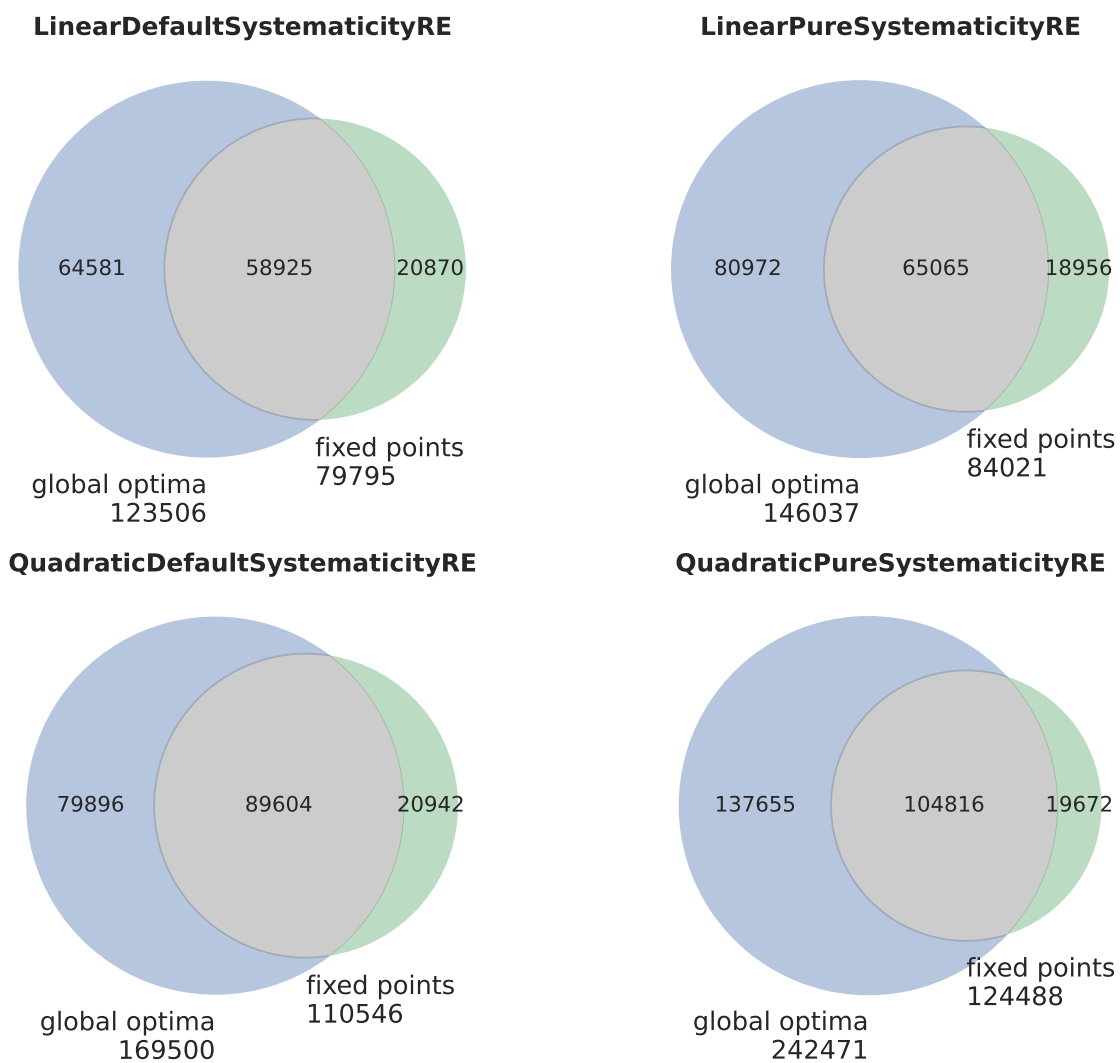 LinearDefaultSystematicityRE
64581
58925
20870
fixed points
79795
global optima
123506
LinearPureSystematicityRE
80972
65065
18956
fixed points
84021
global optima
146037
QuadraticDefaultSystematicityRE
79896
89604
20942
fixed points
110546
global optima
169500
QuadraticPureSystematicityRE
137655
104816
19672
fixed points
124488
global optima
242471